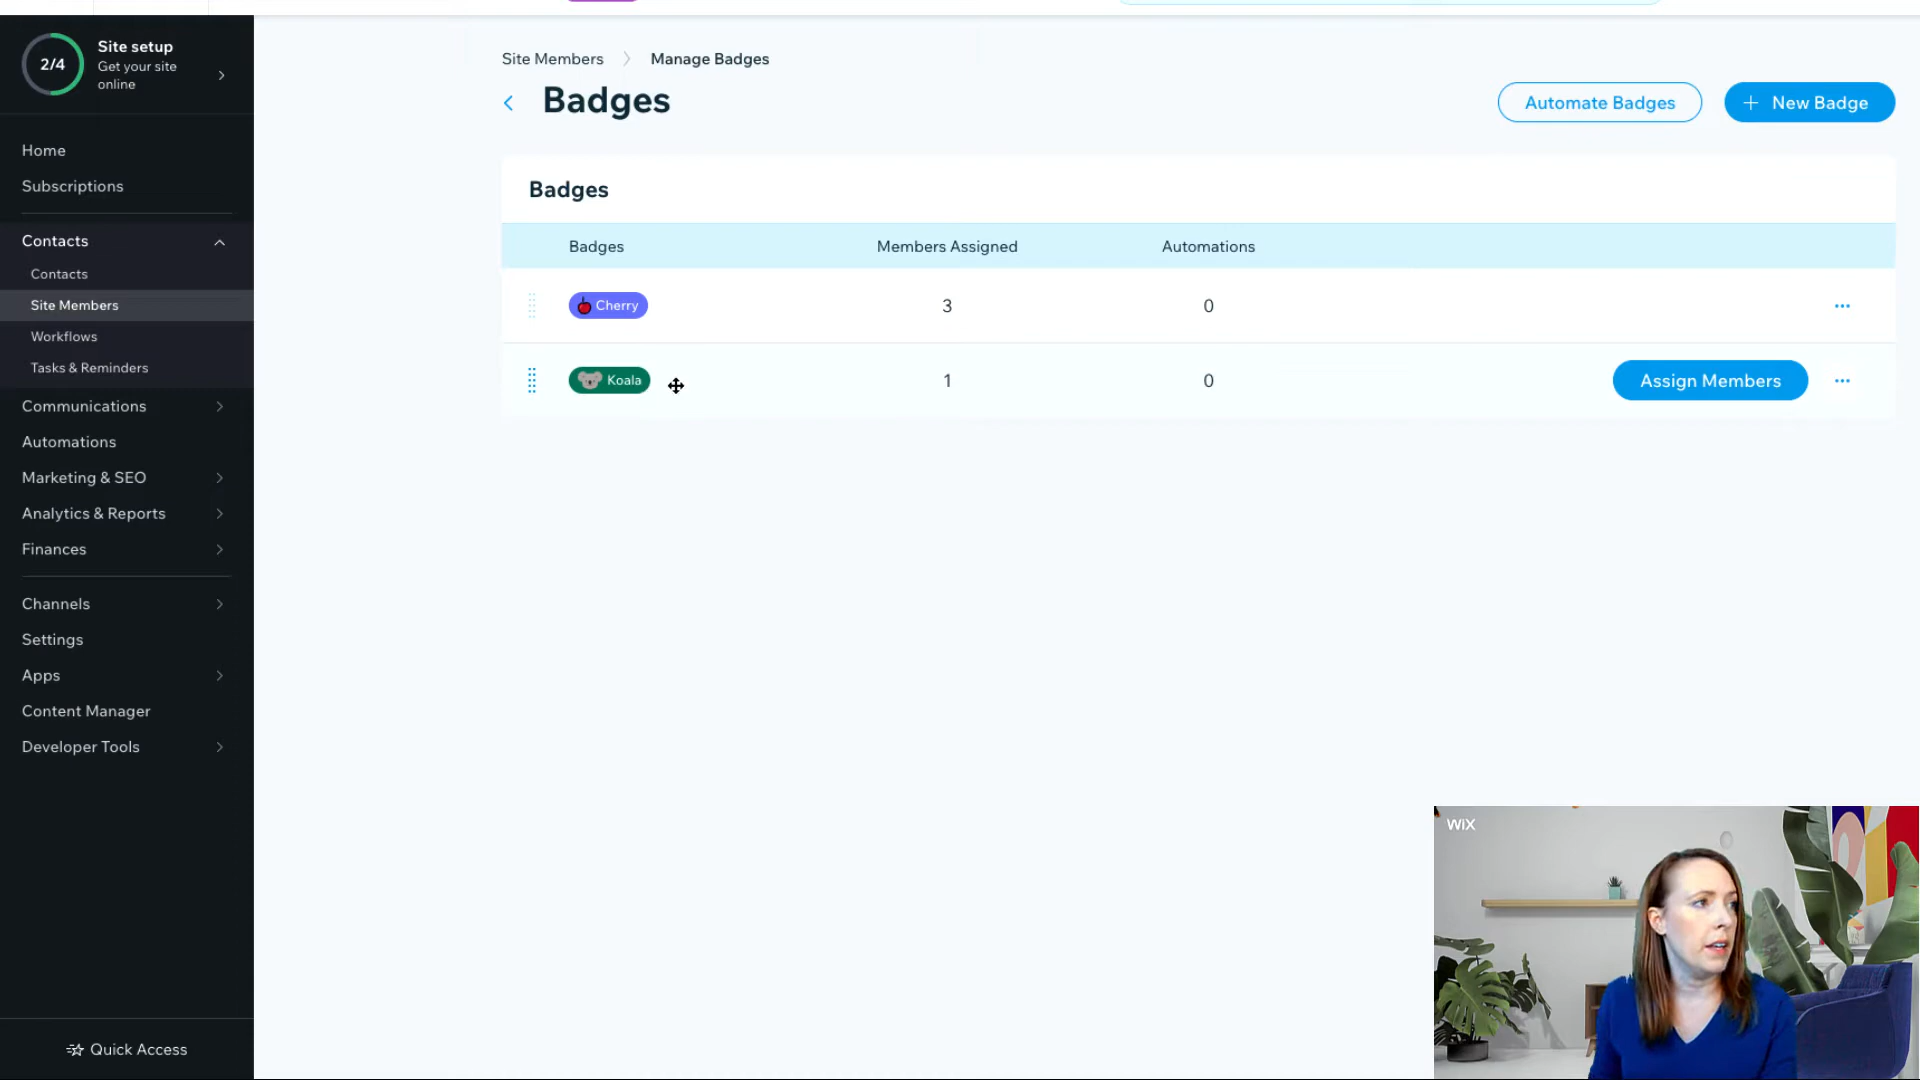 2/4
Site setup
Get your site
online
Home
Subscriptions
Contacts
Contacts
Site Members
Workflows
Tasks & Reminders
Communications
Automations
Marketing & SEO
Analytics & Reports
Finances
Channels
Settings
Apps
Content Manager
Developer Tools
Quick Access
Site Members
Manage Badges
Badges
Automate Badges
+ New Badge
Badges
Badges Members Assigned Automations
Cherry 3 0 ...
Koala 1 0 Assign Members ...
WiX